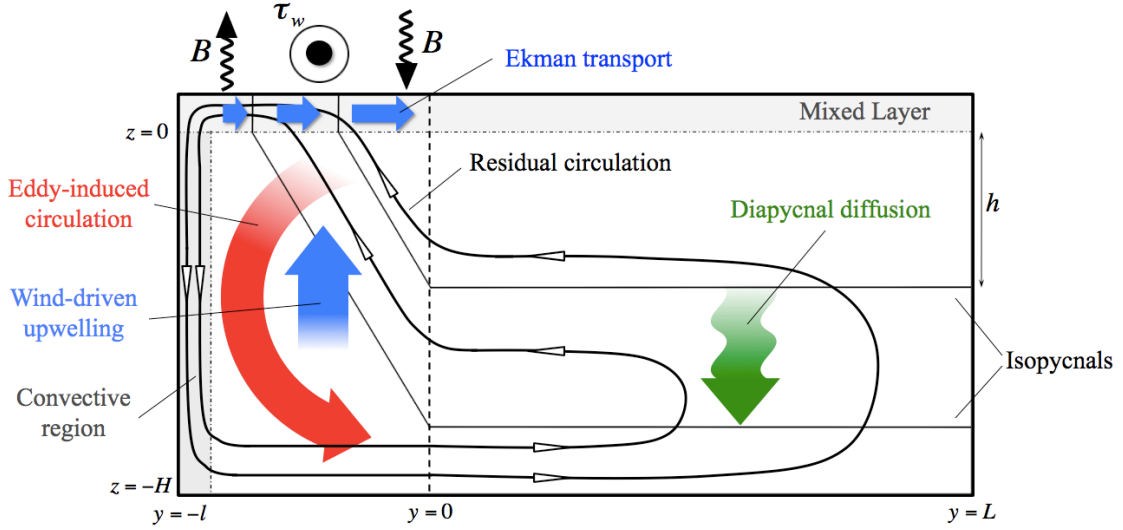 τw
B
B
Ekman transport
Mixed Layer
z=0
Residual circulation
Eddy-induced
circulation
Diapycnal diffusion
h
Wind-driven
upwelling
Isopycnals
Convective
region
z=-H
y=-l
y=0
y=L